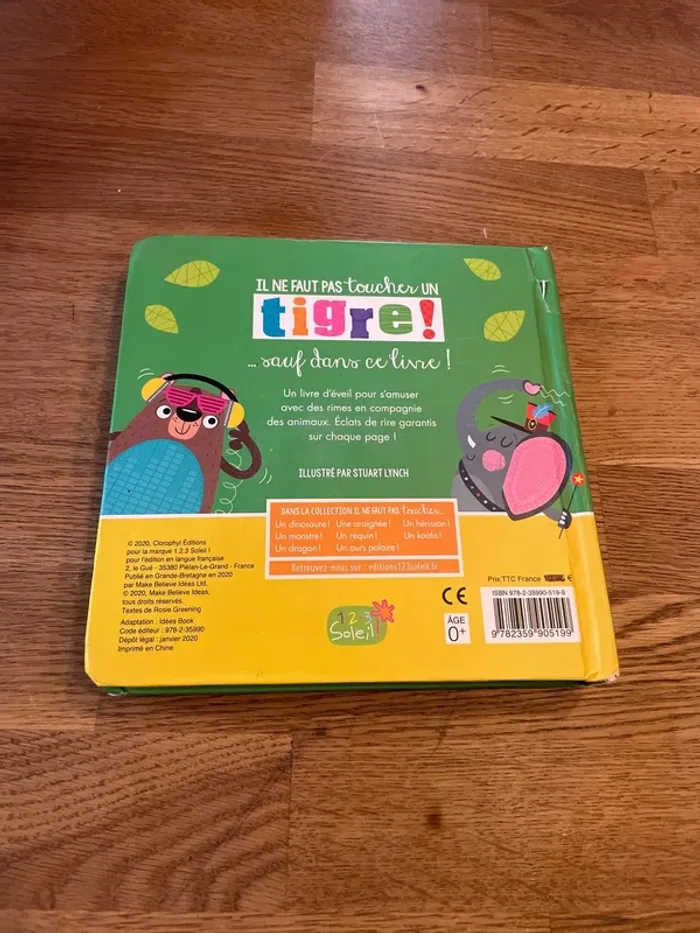 IL NE FAUT PAS toucher UN
tigre!
... sauf dans ce livre !
Un livre d'éveil pour s'amuser
avec des rimes en compagnie
des animaux. Éclats de rire garantis
sur chaque page !
ILLUSTRÉ PAR STUART LYNCH
DANS LA COLLECTION IL NE FAUT PAS toucher...
Un dinosaure ! Une araignée ! Un hérisson !
Un monstre ! Un requin ! Un koala !
Un dragon ! Un ours polaire !
Retrouvez-nous sur : editions123soleil.fr
© 2020, Clorophyl Éditions
pour la marque 1.2.3 Soleil !
pour l'édition en langue française
2, le Gué - 35380 Plélan-Le-Grand - France
Publié en Grande-Bretagne en 2020
par Make Believe Ideas Ltd.
© 2020, Make Believe Ideas,
tous droits réservés.
Textes de Rosie Greening
Adaptation : Idées Book
Code éditeur : 978-2-35990
Dépôt légal : janvier 2020
Imprimé en Chine
1·2·3
Soleil !
CE
ÂGE
0+
Prix TTC France €
ISBN 978-2-35990-519-9
9 782359 905199